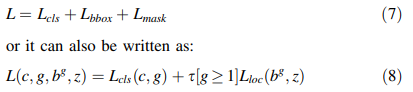 L = L_cls + L_bbox + L_mask (7)
or it can also be written as:
L(c, g, b^g, z) = L_cls(c, g) + τ[g ≥ 1]L_loc(b^g, z) (8)